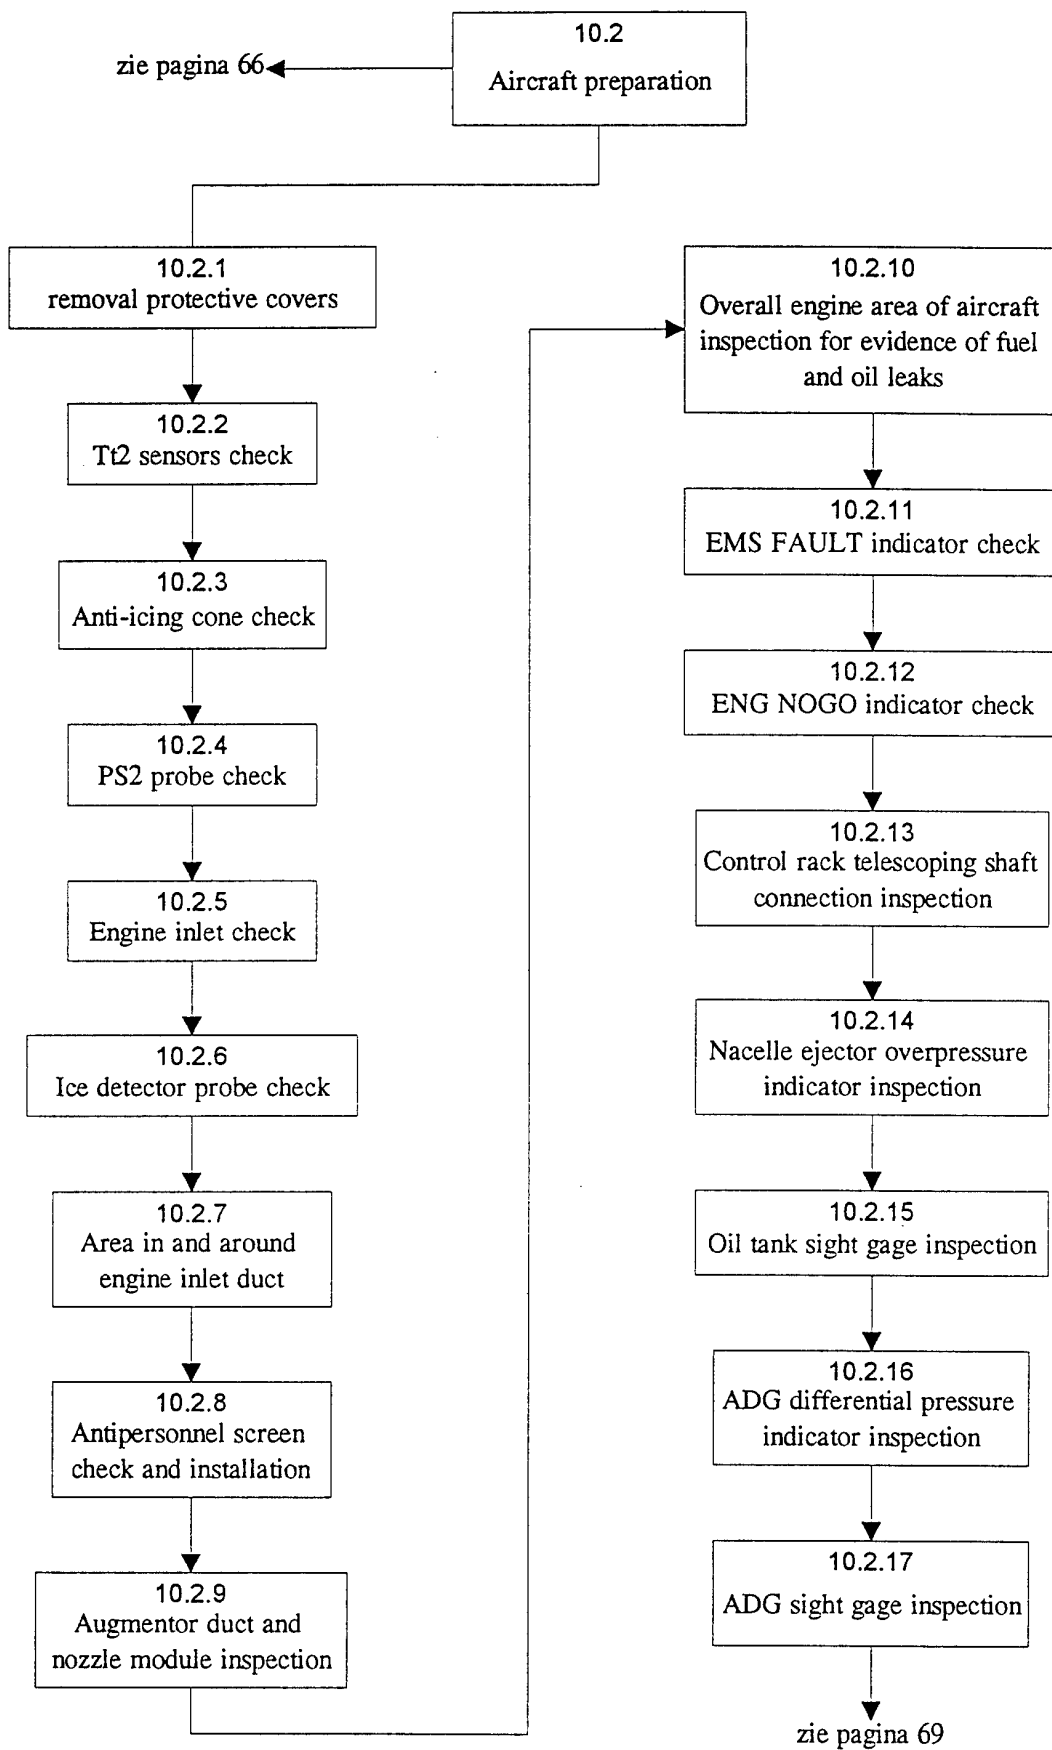 10.2
zie pagina 66
Aircraft preparation
10.2.1
removal protective covers
10.2.2
Tt2 sensors check
10.2.3
Anti-icing cone check
10.2.4
PS2 probe check
10.2.5
Engine inlet check
10.2.6
Ice detector probe check
10.2.7
Area in and around
engine inlet duct
10.2.8
Antipersonnel screen
check and installation
10.2.9
Augmentor duct and
nozzle module inspection
10.2.10
Overall engine area of aircraft
inspection for evidence of fuel
and oil leaks
10.2.11
EMS FAULT indicator check
10.2.12
ENG NOGO indicator check
10.2.13
Control rack telescoping shaft
connection inspection
10.2.14
Nacelle ejector overpressure
indicator inspection
10.2.15
Oil tank sight gage inspection
10.2.16
ADG differential pressure
indicator inspection
10.2.17
ADG sight gage inspection
zie pagina 69